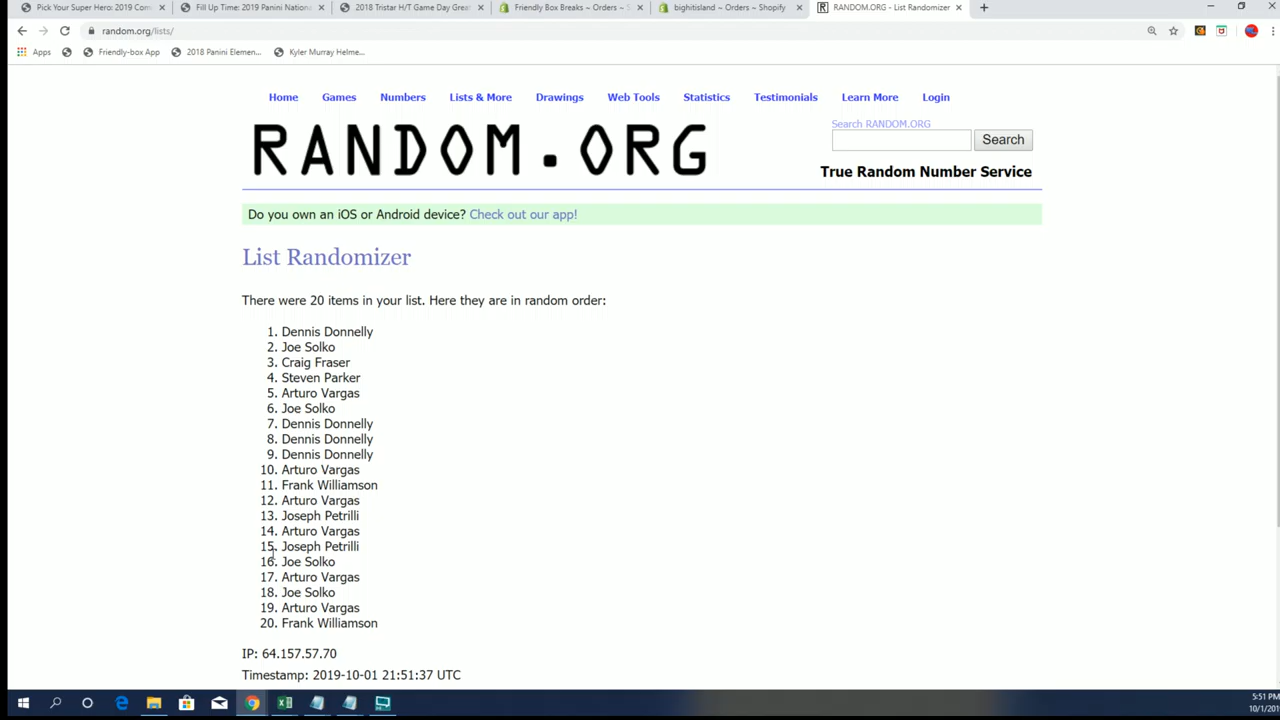 Pick Your Super Hero: 2019 Com
Fill Up Time: 2019 Panini National
2018 Tristar H/T Game Day Great
Friendly Box Breaks ~ Orders ~ S
bighitisland ~ Orders ~ Shopify
RANDOM.ORG - List Randomizer
random.org/lists/
Apps
Friendly-box App
2018 Panini Elemen...
Kyler Murray Helme...
Home Games Numbers Lists & More Drawings Web Tools Statistics Testimonials Learn More Login
RANDOM.ORG
Search RANDOM.ORG
Search
True Random Number Service
Do you own an iOS or Android device? Check out our app!
List Randomizer
There were 20 items in your list. Here they are in random order:
1. Dennis Donnelly
2. Joe Solko
3. Craig Fraser
4. Steven Parker
5. Arturo Vargas
6. Joe Solko
7. Dennis Donnelly
8. Dennis Donnelly
9. Dennis Donnelly
10. Arturo Vargas
11. Frank Williamson
12. Arturo Vargas
13. Joseph Petrilli
14. Arturo Vargas
15. Joseph Petrilli
16. Joe Solko
17. Arturo Vargas
18. Joe Solko
19. Arturo Vargas
20. Frank Williamson
IP: 64.157.57.70
Timestamp: 2019-10-01 21:51:37 UTC
5:51 PM
10/1/201